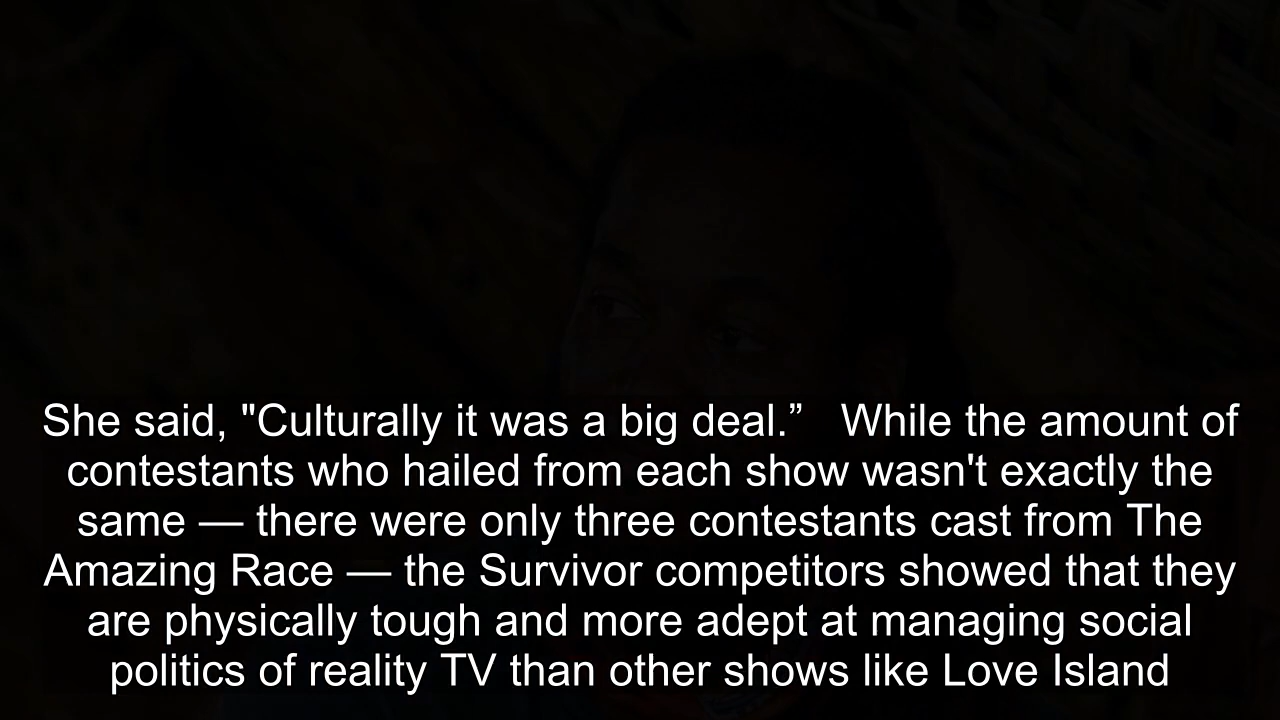 She said, "Culturally it was a big deal.”   While the amount of
contestants who hailed from each show wasn't exactly the
same — there were only three contestants cast from The
Amazing Race — the Survivor competitors showed that they
are physically tough and more adept at managing social
politics of reality TV than other shows like Love Island